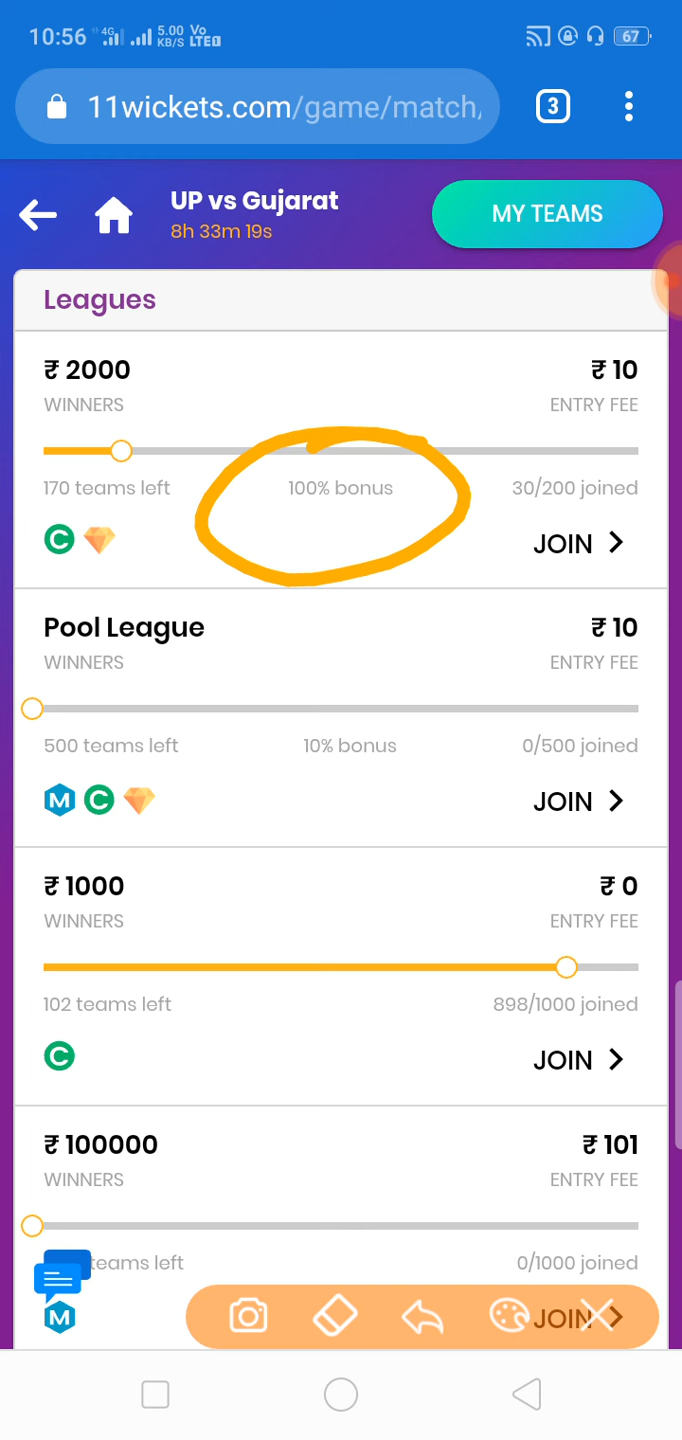 10:56 4G 5.00 KB/S Vo LTE 67
11wickets.com/game/match/
3
UP vs Gujarat
8h 33m 19s
MY TEAMS
Leagues
₹ 2000 ₹ 10
WINNERS ENTRY FEE
170 teams left 100% bonus 30/200 joined
C JOIN
Pool League ₹ 10
WINNERS ENTRY FEE
500 teams left 10% bonus 0/500 joined
M C JOIN
₹ 1000 ₹ 0
WINNERS ENTRY FEE
102 teams left 898/1000 joined
C JOIN
₹ 100000 ₹ 101
WINNERS ENTRY FEE
teams left 0/1000 joined
M JOIN